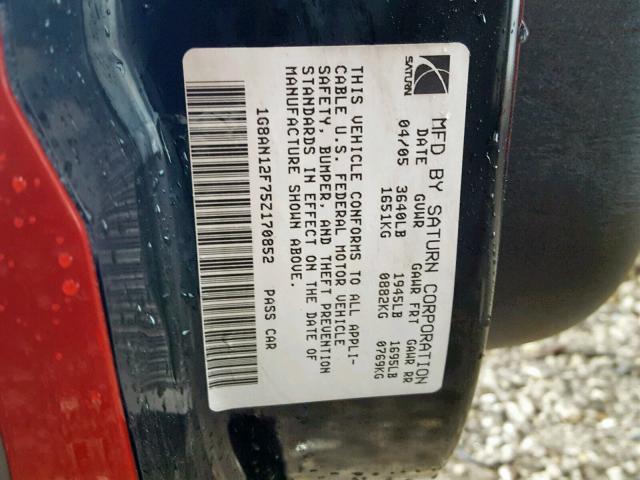 SATURN.
MFD BY SATURN CORPORATION
DATE GVWR GAWR FRT GAWR RR
04/05 3640LB 1945LB 1695LB
1651KG 0882KG 0769KG
THIS VEHICLE CONFORMS TO ALL APPLI-
CABLE U.S. FEDERAL MOTOR VEHICLE
SAFETY, BUMPER, AND THEFT PREVENTION
STANDARDS IN EFFECT ON THE DATE OF
MANUFACTURE SHOWN ABOVE.
1G8AN12F75Z170852 PASS CAR